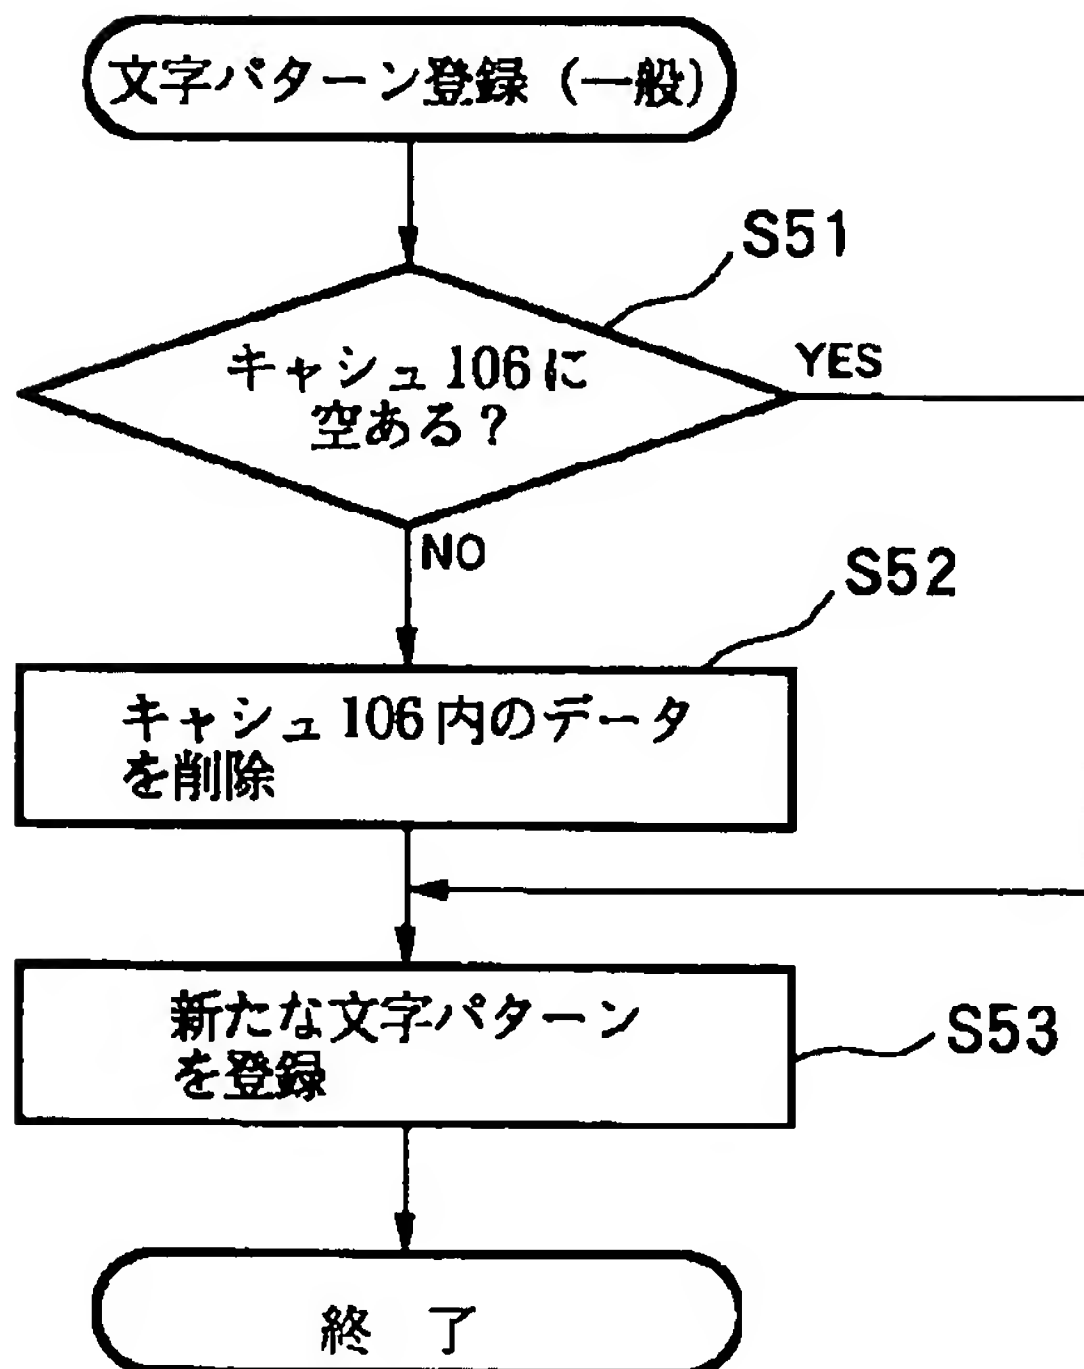 文字パターン登録（一般）
S51
キャシュ106に
空ある？
YES
NO
S52
キャシュ106内のデータ
を削除
新たな文字パターン
を登録
S53
終 了